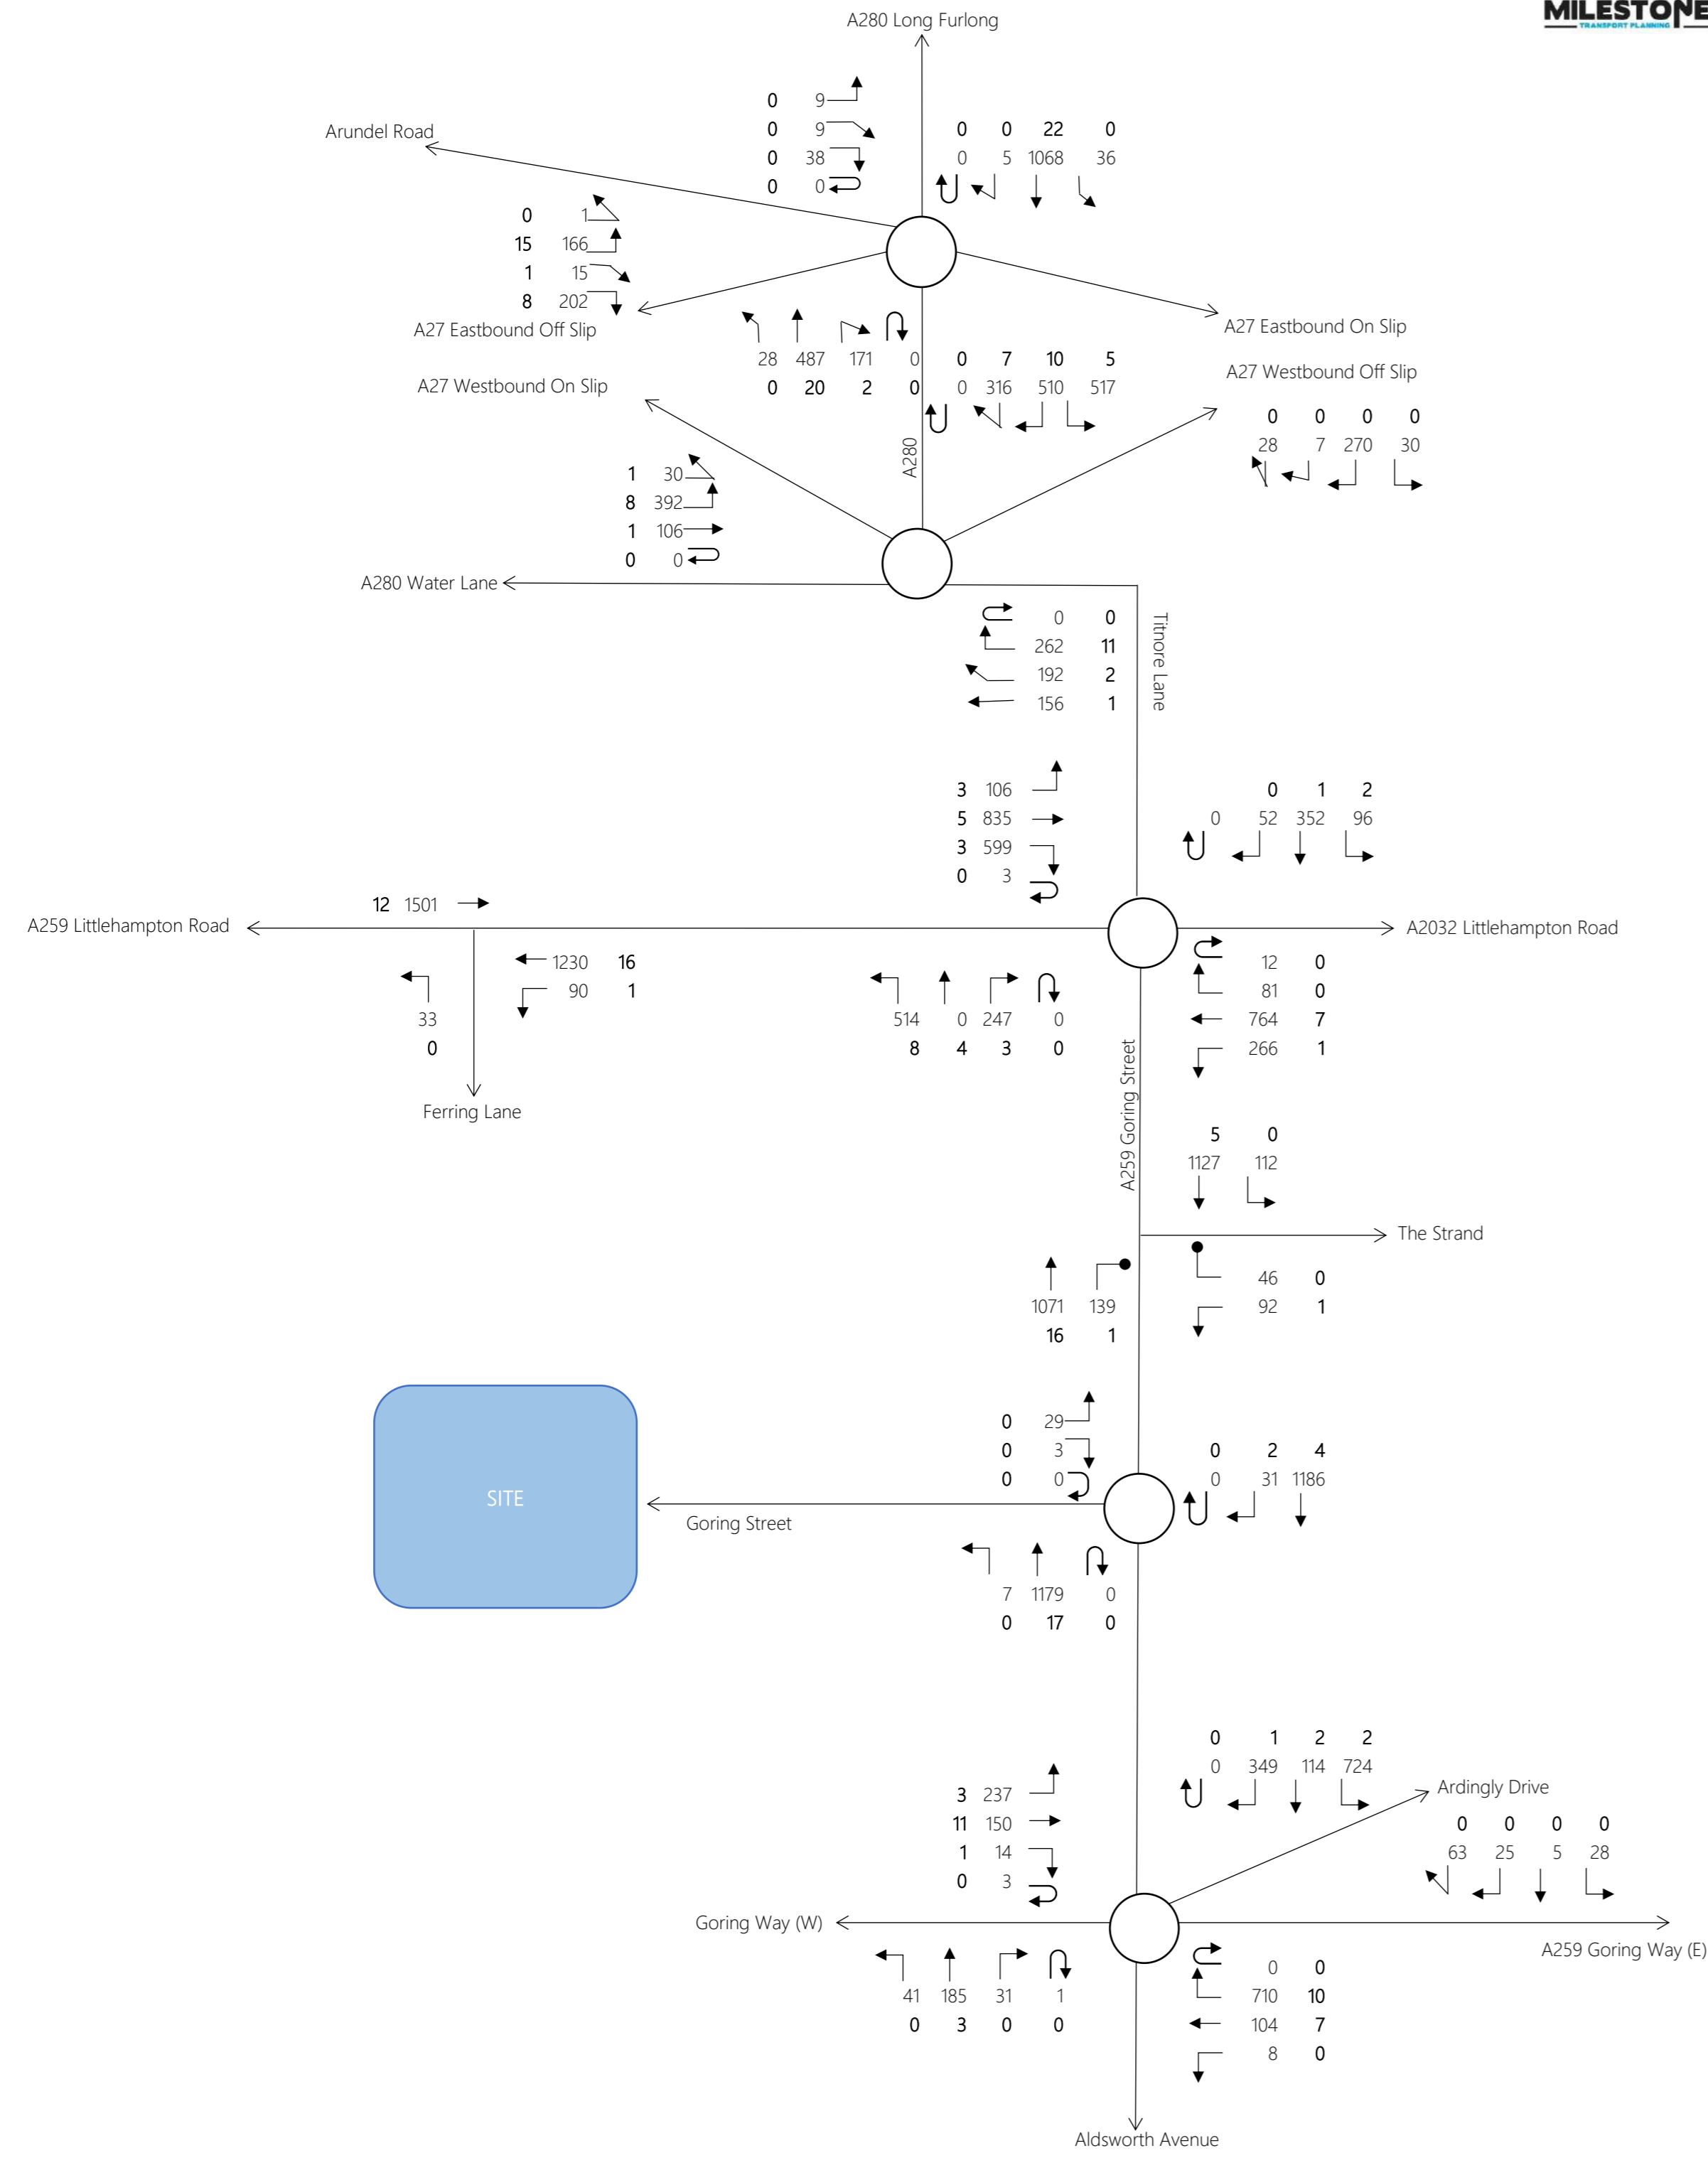 MILESTONE
TRANSPORT PLANNING
A280 Long Furlong
0 9
0 9
0 38
0 0
Arundel Road
0 0 22 0
0 5 1068 36
0 1
15 166
1 15
8 202
A27 Eastbound Off Slip
A27 Eastbound On Slip
28 487 171 0
0 20 2 0
0 7 10 5
0 316 510 517
A27 Westbound On Slip
A27 Westbound Off Slip
0 0 0 0
28 7 270 30
A280
1 30
8 392
1 106
0 0
A280 Water Lane
0 0
262 11
192 2
156 1
Titnore Lane
3 106
5 835
3 599
0 3
0 1 2
0 52 352 96
12 1501
A259 Littlehampton Road
A2032 Littlehampton Road
1230 16
90 1
33
0
514 0 247 0
8 4 3 0
12 0
81 0
764 7
266 1
Ferring Lane
A259 Goring Street
5 0
1127 112
The Strand
1071 139
16 1
46 0
92 1
0 29
0 3
0 0
0 2 4
0 31 1186
SITE
Goring Street
7 1179 0
0 17 0
0 1 2 2
0 349 114 724
3 237
11 150
1 14
0 3
Ardingly Drive
0 0 0 0
63 25 5 28
Goring Way (W)
A259 Goring Way (E)
41 185 31 1
0 3 0 0
0 0
710 10
104 7
8 0
Aldsworth Avenue